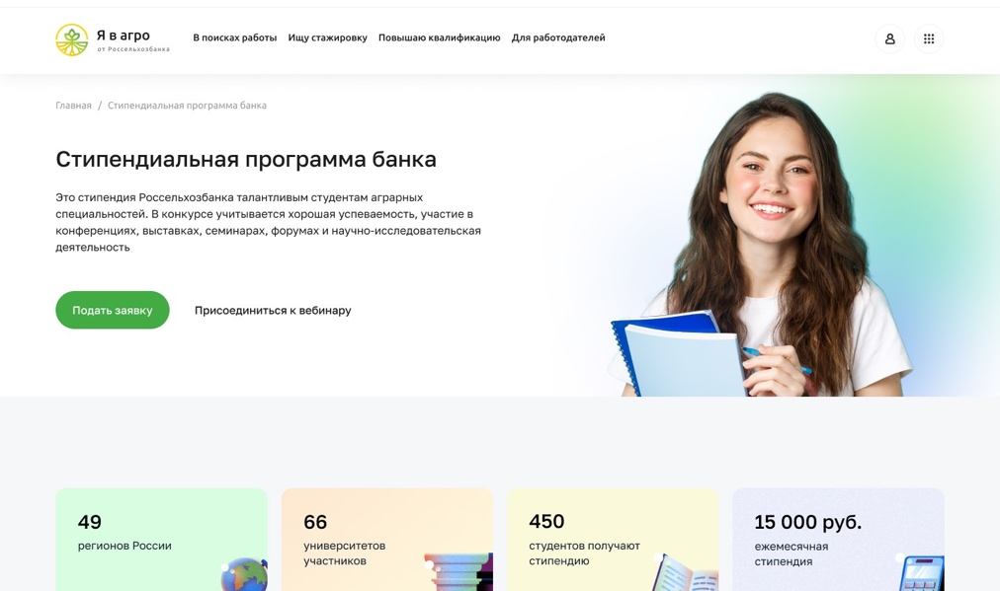 Я в агро
от Россельхозбанка
В поисках работы
Ищу стажировку
Повышаю квалификацию
Для работодателей
Главная / Стипендиальная программа банка
Стипендиальная программа банка
Это стипендия Россельхозбанка талантливым студентам аграрных
специальностей. В конкурсе учитывается хорошая успеваемость, участие в
конференциях, выставках, семинарах, форумах и научно-исследовательская
деятельность
Подать заявку
Присоединиться к вебинару
49
регионов России
66
университетов
участников
450
студентов получают
стипендию
15 000 руб.
ежемесячная
стипендия